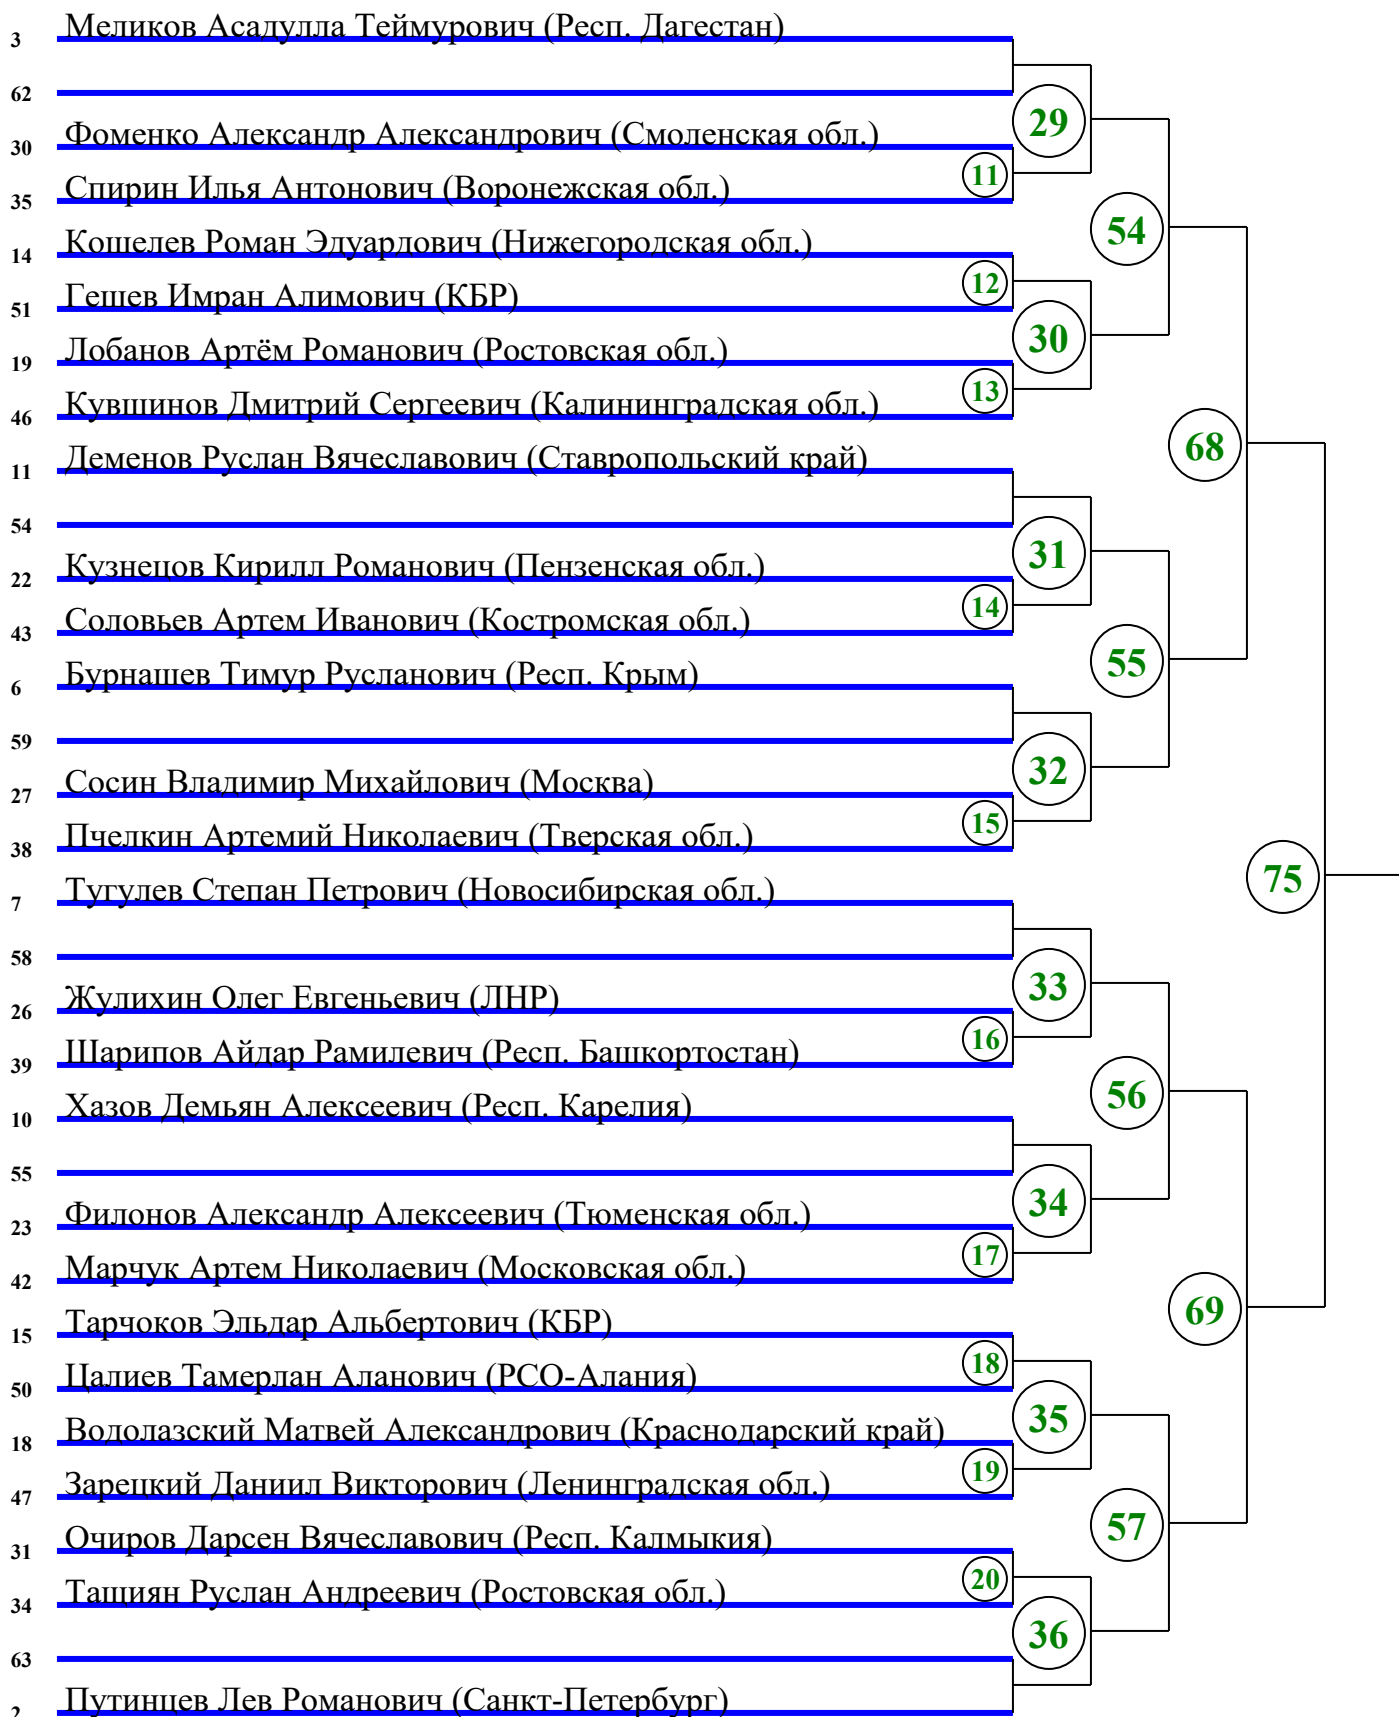 3 Меликов Асадулла Теймурович (Респ. Дагестан)
62
29
30 Фоменко Александр Александрович (Смоленская обл.)
11
35 Спирин Илья Антонович (Воронежская обл.)
54
14 Кошелев Роман Эдуардович (Нижегородская обл.)
12
51 Гешев Имран Алимович (КБР)
30
19 Лобанов Артём Романович (Ростовская обл.)
13
46 Кувшинов Дмитрий Сергеевич (Калининградская обл.)
68
11 Деменов Руслан Вячеславович (Ставропольский край)
54
31
22 Кузнецов Кирилл Романович (Пензенская обл.)
14
43 Соловьев Артем Иванович (Костромская обл.)
55
6 Бурнашев Тимур Русланович (Респ. Крым)
59
32
27 Сосин Владимир Михайлович (Москва)
15
38 Пчелкин Артемий Николаевич (Тверская обл.)
75
7 Тугулев Степан Петрович (Новосибирская обл.)
58
33
26 Жулихин Олег Евгеньевич (ЛНР)
16
39 Шарипов Айдар Рамилевич (Респ. Башкортостан)
56
10 Хазов Демьян Алексеевич (Респ. Карелия)
55
34
23 Филонов Александр Алексеевич (Тюменская обл.)
17
42 Марчук Артем Николаевич (Московская обл.)
69
15 Тарчоков Эльдар Альбертович (КБР)
18
50 Цалиев Тамерлан Аланович (РСО-Алания)
35
18 Водолазский Матвей Александрович (Краснодарский край)
19
47 Зарецкий Даниил Викторович (Ленинградская обл.)
57
31 Очиров Дарсен Вячеславович (Респ. Калмыкия)
20
34 Тащиян Руслан Андреевич (Ростовская обл.)
36
63
2 Путинцев Лев Романович (Санкт-Петербург)